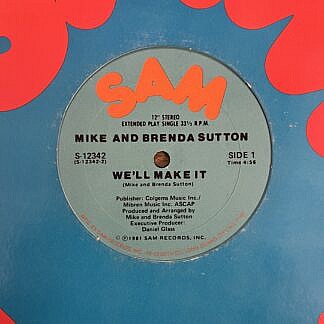 SAM
12" STEREO
EXTENDED PLAY SINGLE 33⅓ R.P.M.
MIKE AND BRENDA SUTTON
S-12342
(S-12342-2)
SIDE 1
Time: 4:56
WE'LL MAKE IT
(Mike and Brenda Sutton)
Publisher: Colgems Music Inc./
Mibren Music Inc. ASCAP
Produced and Arranged by
Mike and Brenda Sutton
Executive Producer:
Daniel Glass
© ℗ 1981 SAM RECORDS, INC.